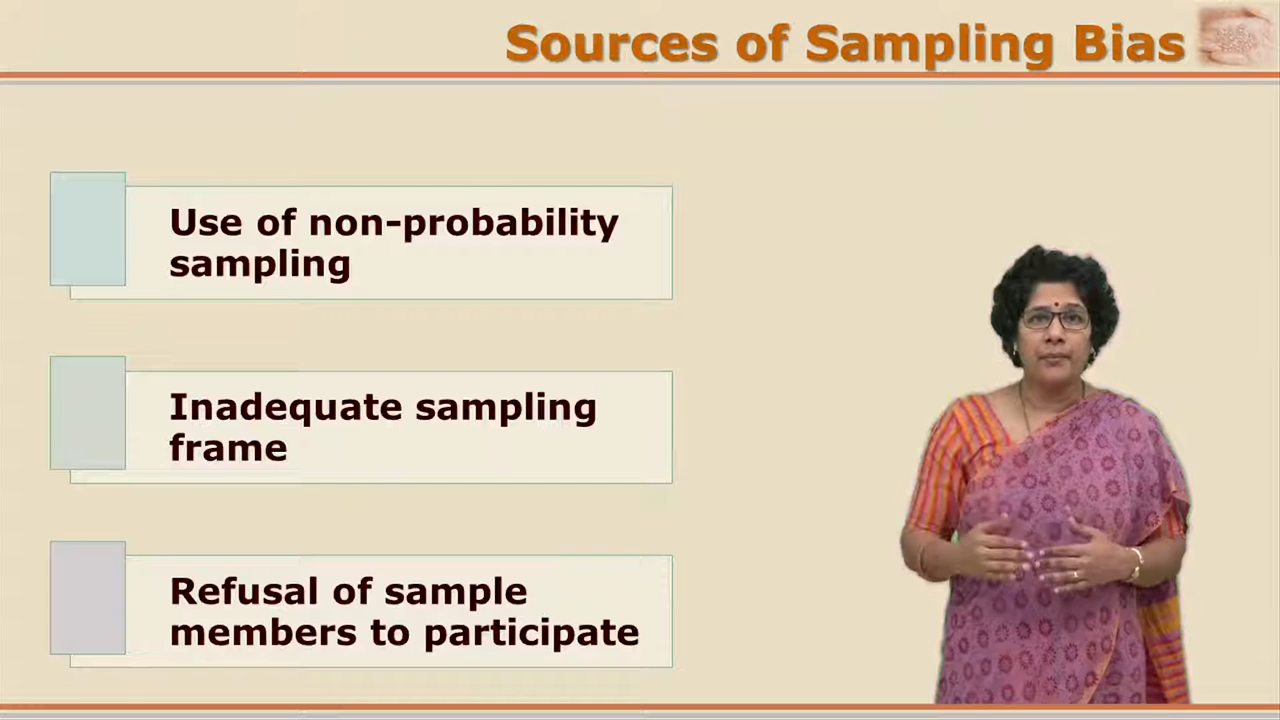 Sources of Sampling Bias
Use of non-probability
sampling
Inadequate sampling
frame
Refusal of sample
members to participate